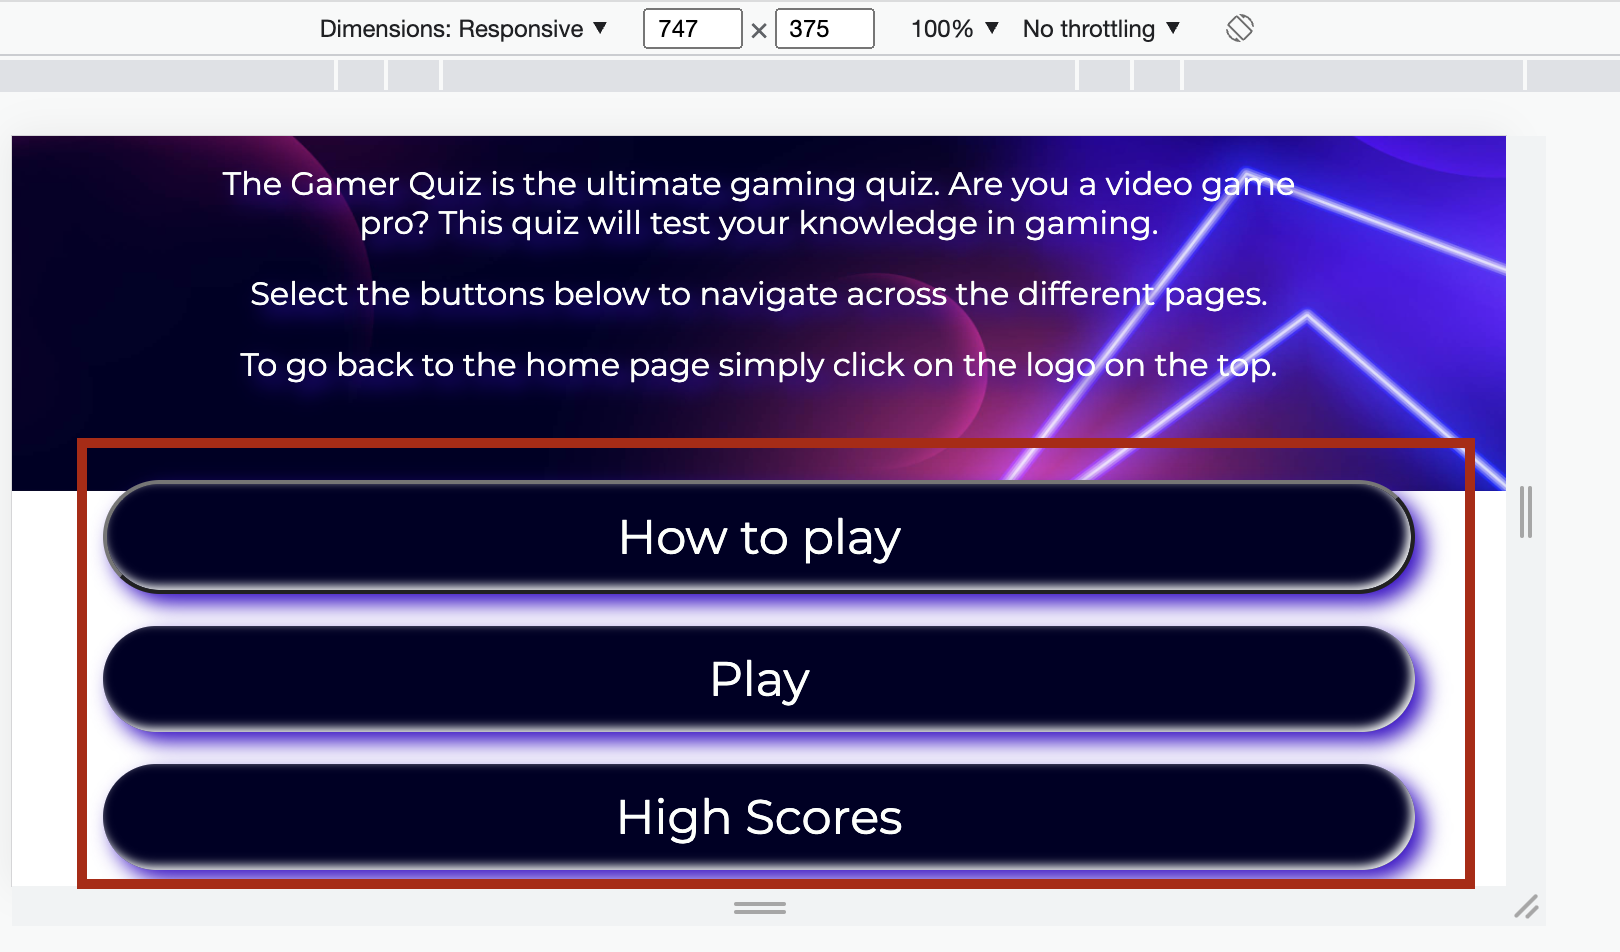 Dimensions: Responsive ▼ 747 × 375 100% ▼ No throttling ▼
The Gamer Quiz is the ultimate gaming quiz. Are you a video game
pro? This quiz will test your knowledge in gaming.
Select the buttons below to navigate across the different pages.
To go back to the home page simply click on the logo on the top.
How to play
Play
High Scores